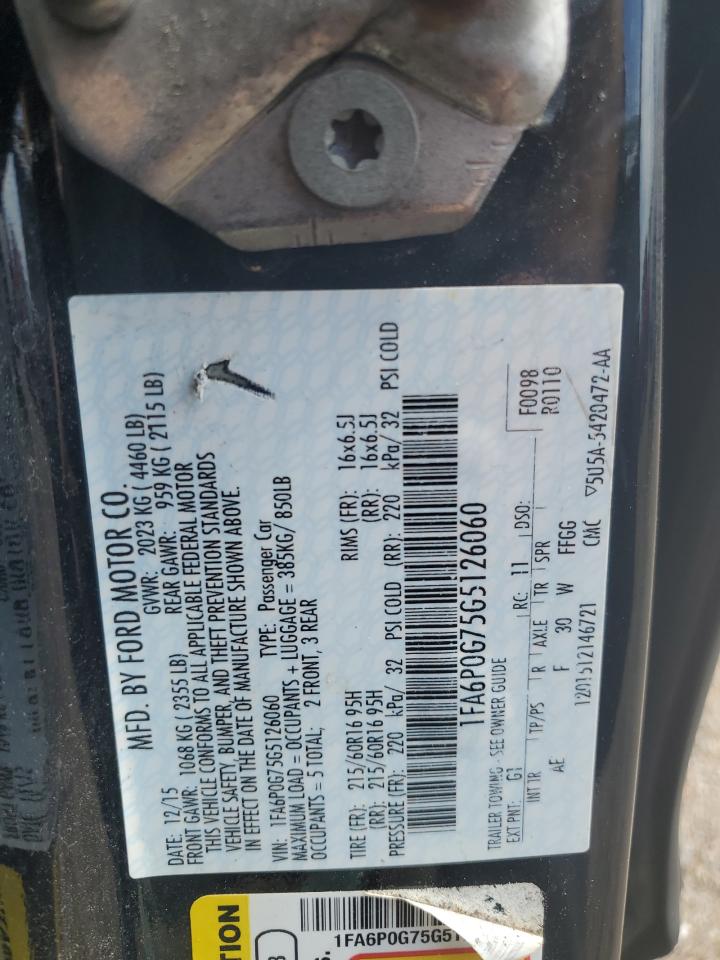 MFD. BY FORD MOTOR CO.
DATE: 12/15 GVWR: 2023 KG ( 4460 LB)
FRONT GAWR: 1068 KG ( 2355 LB) REAR GAWR: 959 KG ( 2115 LB)
THIS VEHICLE CONFORMS TO ALL APPLICABLE FEDERAL MOTOR
VEHICLE SAFETY, BUMPER, AND THEFT PREVENTION STANDARDS
IN EFFECT ON THE DATE OF MANUFACTURE SHOWN ABOVE.
VIN: 1FA6P0G75G5126060 TYPE: Passenger Car
MAXIMUM LOAD = OCCUPANTS + LUGGAGE = 385KG/ 850LB
OCCUPANTS = 5 TOTAL; 2 FRONT, 3 REAR
TIRE (FR): 215/60R16 95H RIMS (FR): 16x6.5J
(RR): 215/60R16 95H (RR): 16x6.5J
PRESSURE (FR): 220 kPa/ 32 PSI COLD (RR): 220 kPa/ 32 PSI COLD
1FA6P0G75G5126060
TRAILER TOWING - SEE OWNER GUIDE F0098
EXT PNT: G1 RC: 11 DSO: R0110
INT TR TP/PS R AXLE TR SPR
AE F 30 W FFGG
1201512146721 CMC ▽5U5A-5420472-AA
1FA6P0G75G51